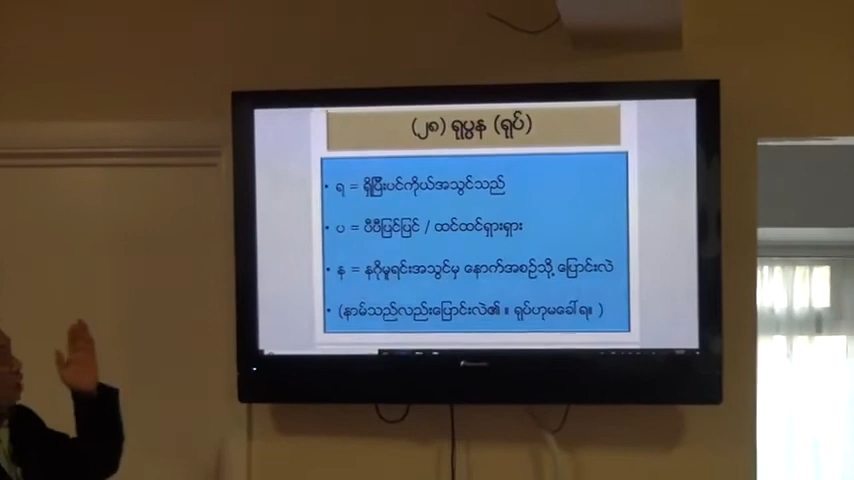 (၂၈) ရုပ္ပန (ရုပ်)
• ရ = ရှိပြီးပင်ကိုယ်အသွင်သည်
• ပ = ပီပီပြင်ပြင် / ထင်ထင်ရှားရှား
• န = နဂိုမူရင်းအသွင်မှ နောက်အစဉ်သို့ ပြောင်းလဲ
• (နာမ်သည်လည်းပြောင်းလဲ၏ ။ ရုပ်ဟုမခေါ်ရ။ )